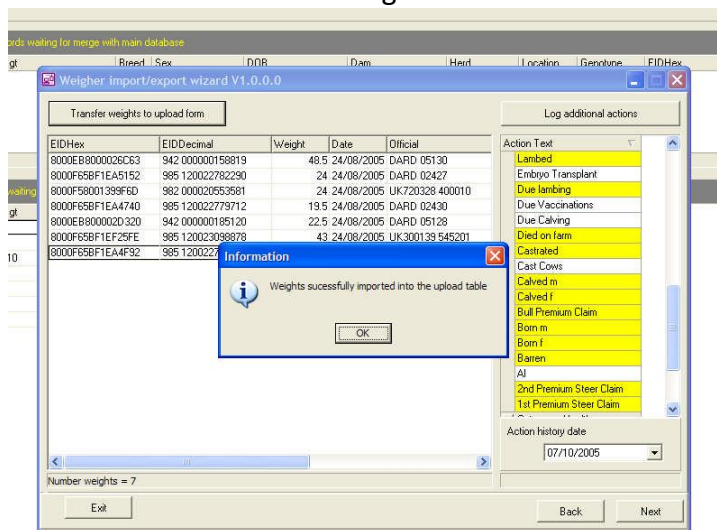 ords waiting for merge with main database
gt Breed Sex DOB Dam Herd Location Genotype EIDHex
Weigher import/export wizard V1.0.0.0
Transfer weights to upload form Log additional actions
EIDHex EIDDecimal Weight Date Official Action Text
8000EB8000026C63 942 000000158819 48.5 24/08/2005 DARD 05130 Lambed
8000F65BF1EA5152 985 120022782290 24 24/08/2005 DARD 02427 Embryo Transplant
8000F58001399F6D 982 000020553581 24 24/08/2005 UK720328 400010 Due lambing
waiting
8000F65BF1EA4740 985 120022779712 19.5 24/08/2005 DARD 02430 Due Vaccinations
gt
8000EB800002D320 942 000000185120 22.5 24/08/2005 DARD 05128 Due Calving
8000F65BF1EF25FE 985 120023098878 43 24/08/2005 UK300139 545201 Died on farm
10 8000F65BF1EA4F92 985 1200227 Castrated
Information
Cast Cows
Weights sucessfully imported into the upload table
Calved m
Calved f
Bull Premium Claim
OK
Born m
Born f
Barren
AI
2nd Premium Steer Claim
1st Premium Steer Claim
Action history date
07/10/2005
Number weights = 7
Exit Back Next